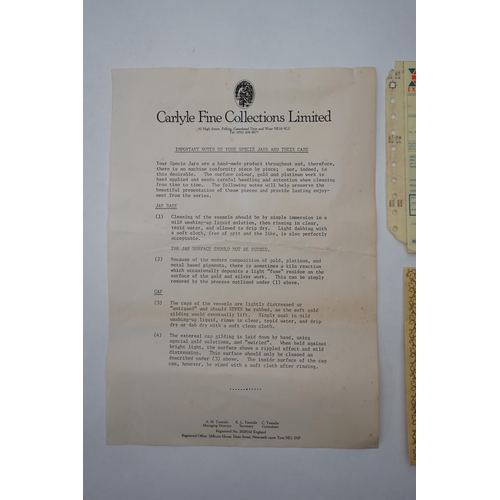 Carlyle Fine Collections Limited
IMPORTANT NOTES ON YOUR SPECIE JARS AND THEIR CARE
Your Specie Jars are a hand-made product throughout and, therefore,
there is no machine conformity piece by piece; nor, indeed, is
this desirable. The surface colour, gold and platinum work is
hand applied and needs careful handling and attention when cleaning
from time to time. The following notes will help preserve the
beautiful presentation of these pieces and provide lasting enjoy-
ment from the series.
JAR BASE
(1) Cleaning of the vessels should be by simple immersion in a
mild washing-up liquid solution, then rinsing in clear,
tepid water, and allowed to drip dry. Light dabbing with
a soft cloth, free of grit and the like, is also perfectly
acceptable.
THE JAR SURFACE SHOULD NOT BE RUBBED.
(2) Because of the modern composition of gold, platinum, and
metal based pigments, there is sometimes a kiln reaction
which occasionally deposits a light "fume" residue on the
surface of the gold and silver work. This can be simply
removed by the process outlined under (1) above.
CAP
(3) The caps of the vessels are lightly distressed or
"antiqued" and should NEVER be rubbed, as the soft gold
gilding would eventually lift. Simply soak in mild
washing-up liquid, rinse in clear, tepid water, and drip
dry or dab dry with a soft clean cloth.
(4) The external cap gilding is laid down by hand, using
special gold solutions, and "matured". When held against
bright light, the surface shows a rippled effect and mild
distressing. This surface should only be cleaned as
described under (3) above. The inside surface of the cap
can, however, be dried with a soft cloth after rinsing.
Managing Director Secretary